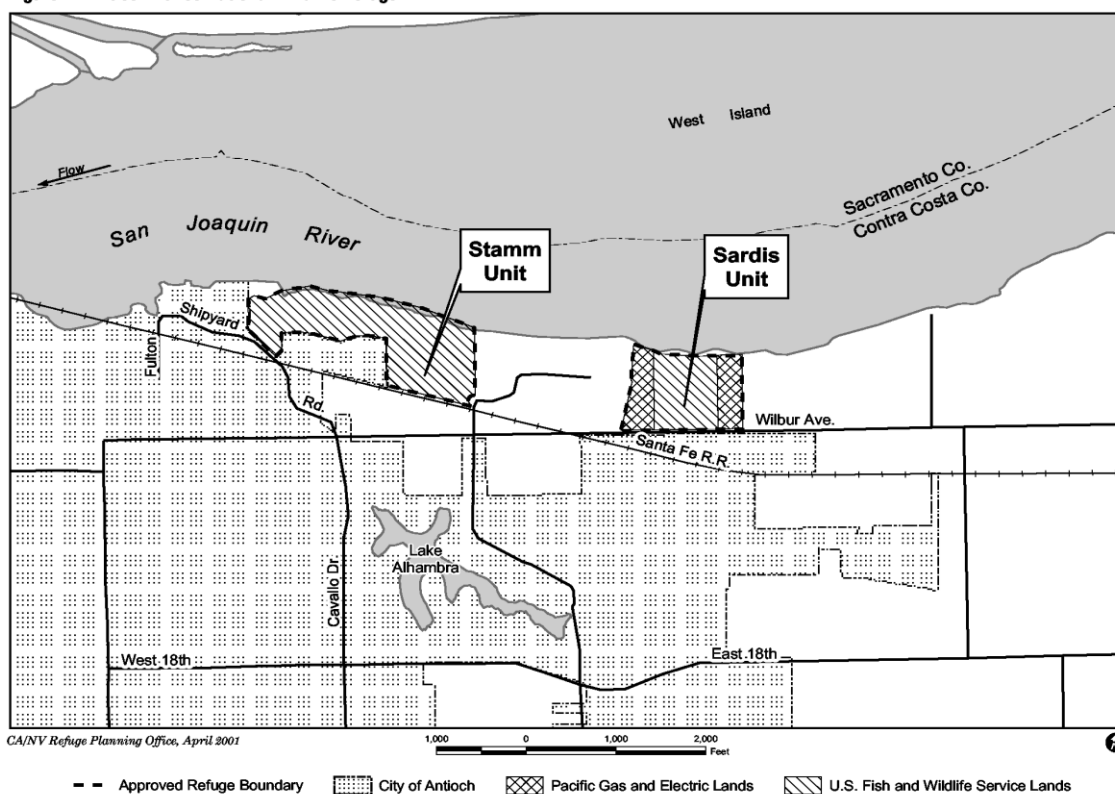 West Island
Flow
Sacramento Co.
Contra Costa Co.
San Joaquin River
Stamm
Unit
Sardis
Unit
Shipyard
Fulton
Rd.
Wilbur Ave.
Santa Fe R.R.
Lake
Alhambra
Cavallo Dr.
West 18th
East 18th
CA/NV Refuge Planning Office, April 2001
1,000 0 1,000 2,000
Feet
Approved Refuge Boundary City of Antioch Pacific Gas and Electric Lands U.S. Fish and Wildlife Service Lands